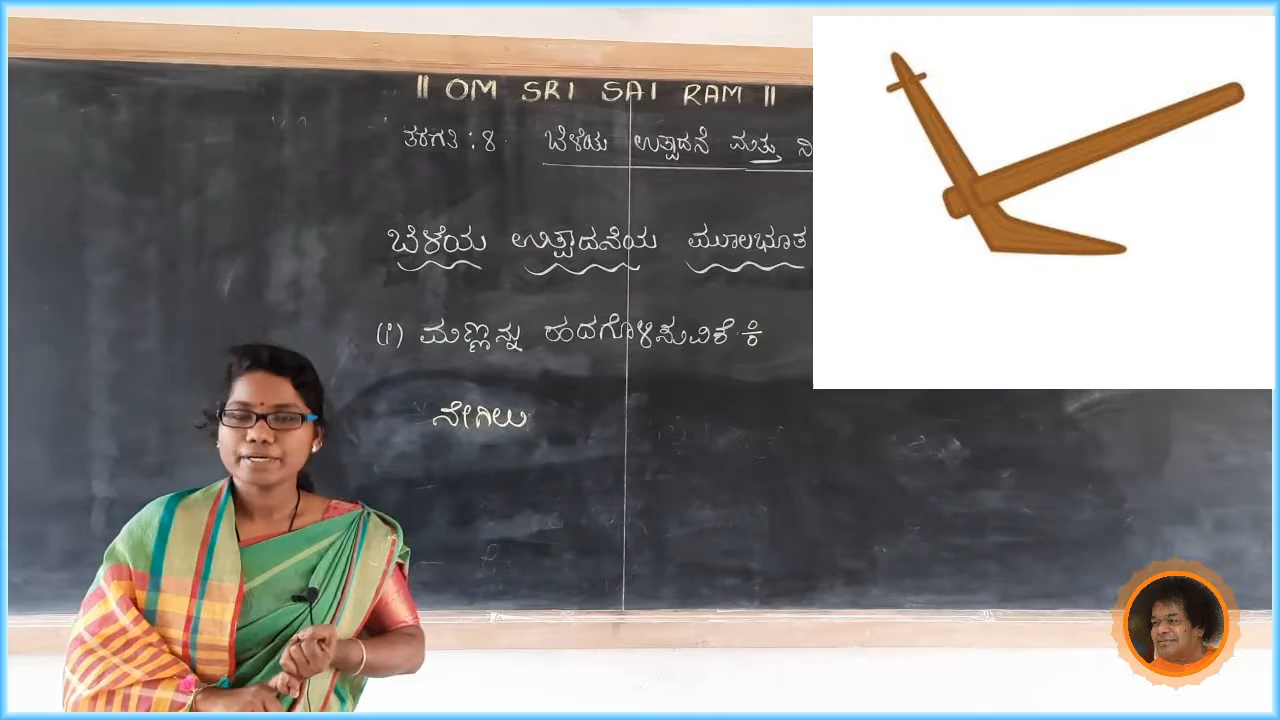 || OM SRI SAI RAM ||
ತರಗತಿ : 8. ಬೆಳೆಯ ಉತ್ಪಾದನೆ ಮತ್ತು ನಿ
ಬೆಳೆಯ ಉತ್ಪಾದನೆಯ ಮೂಲಭೂತ
(i) ಮಣ್ಣನ್ನು ಹದಗೊಳಿಸುವಿಕೆ :-
ನೇಗಿಲು